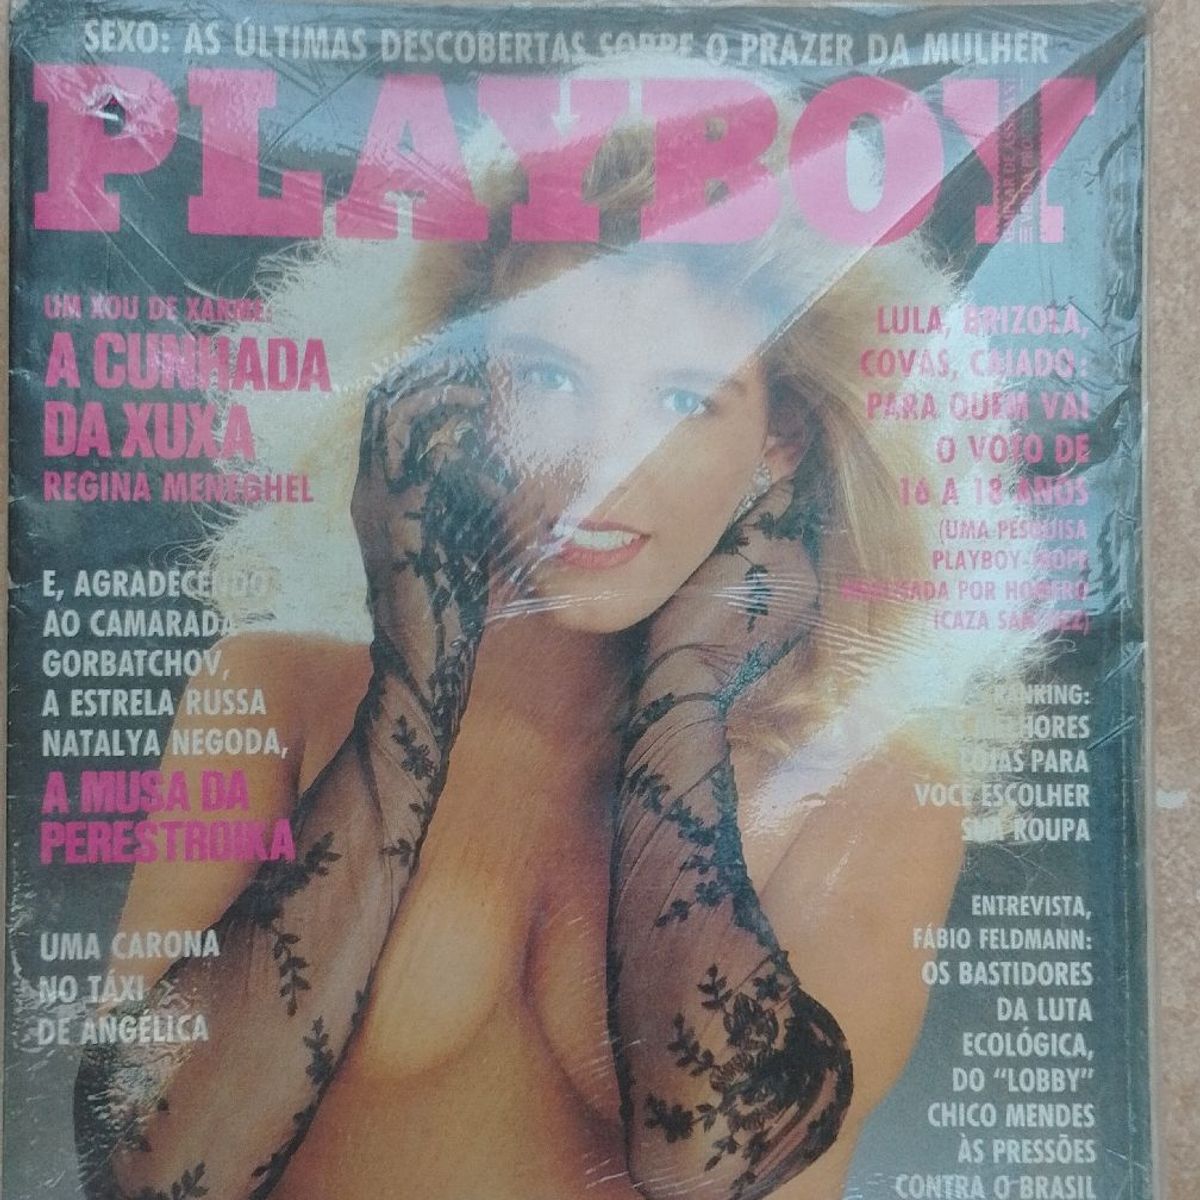 SEXO: AS ÚLTIMAS DESCOBERTAS SOBRE O PRAZER DA MULHER
PLAYBOY
UM XOU DE XARME:
A CUNHADA
DA XUXA
REGINA MENEGHEL
E, AGRADECENDO
AO CAMARADA
GORBATCHOV,
A ESTRELA RUSSA
NATALYA NEGODA,
A MUSA DA
PERESTROIKA
UMA CARONA
NO TÁXI
DE ANGÉLICA
LULA, BRIZOLA,
COVAS, CAIADO:
PARA QUEM VAI
O VOTO DE
16 A 18 ANOS
(UMA PESQUISA
PLAYBOY-IBOPE
ANALISADA POR HOMERO
ICAZA SANCHEZ)
RANKING:
AS MELHORES
LOJAS PARA
VOCÊ ESCOLHER
SUA ROUPA
ENTREVISTA,
FÁBIO FELDMANN:
OS BASTIDORES
DA LUTA
ECOLÓGICA,
DO "LOBBY"
CHICO MENDES
ÀS PRESSÕES
CONTRA O BRASIL